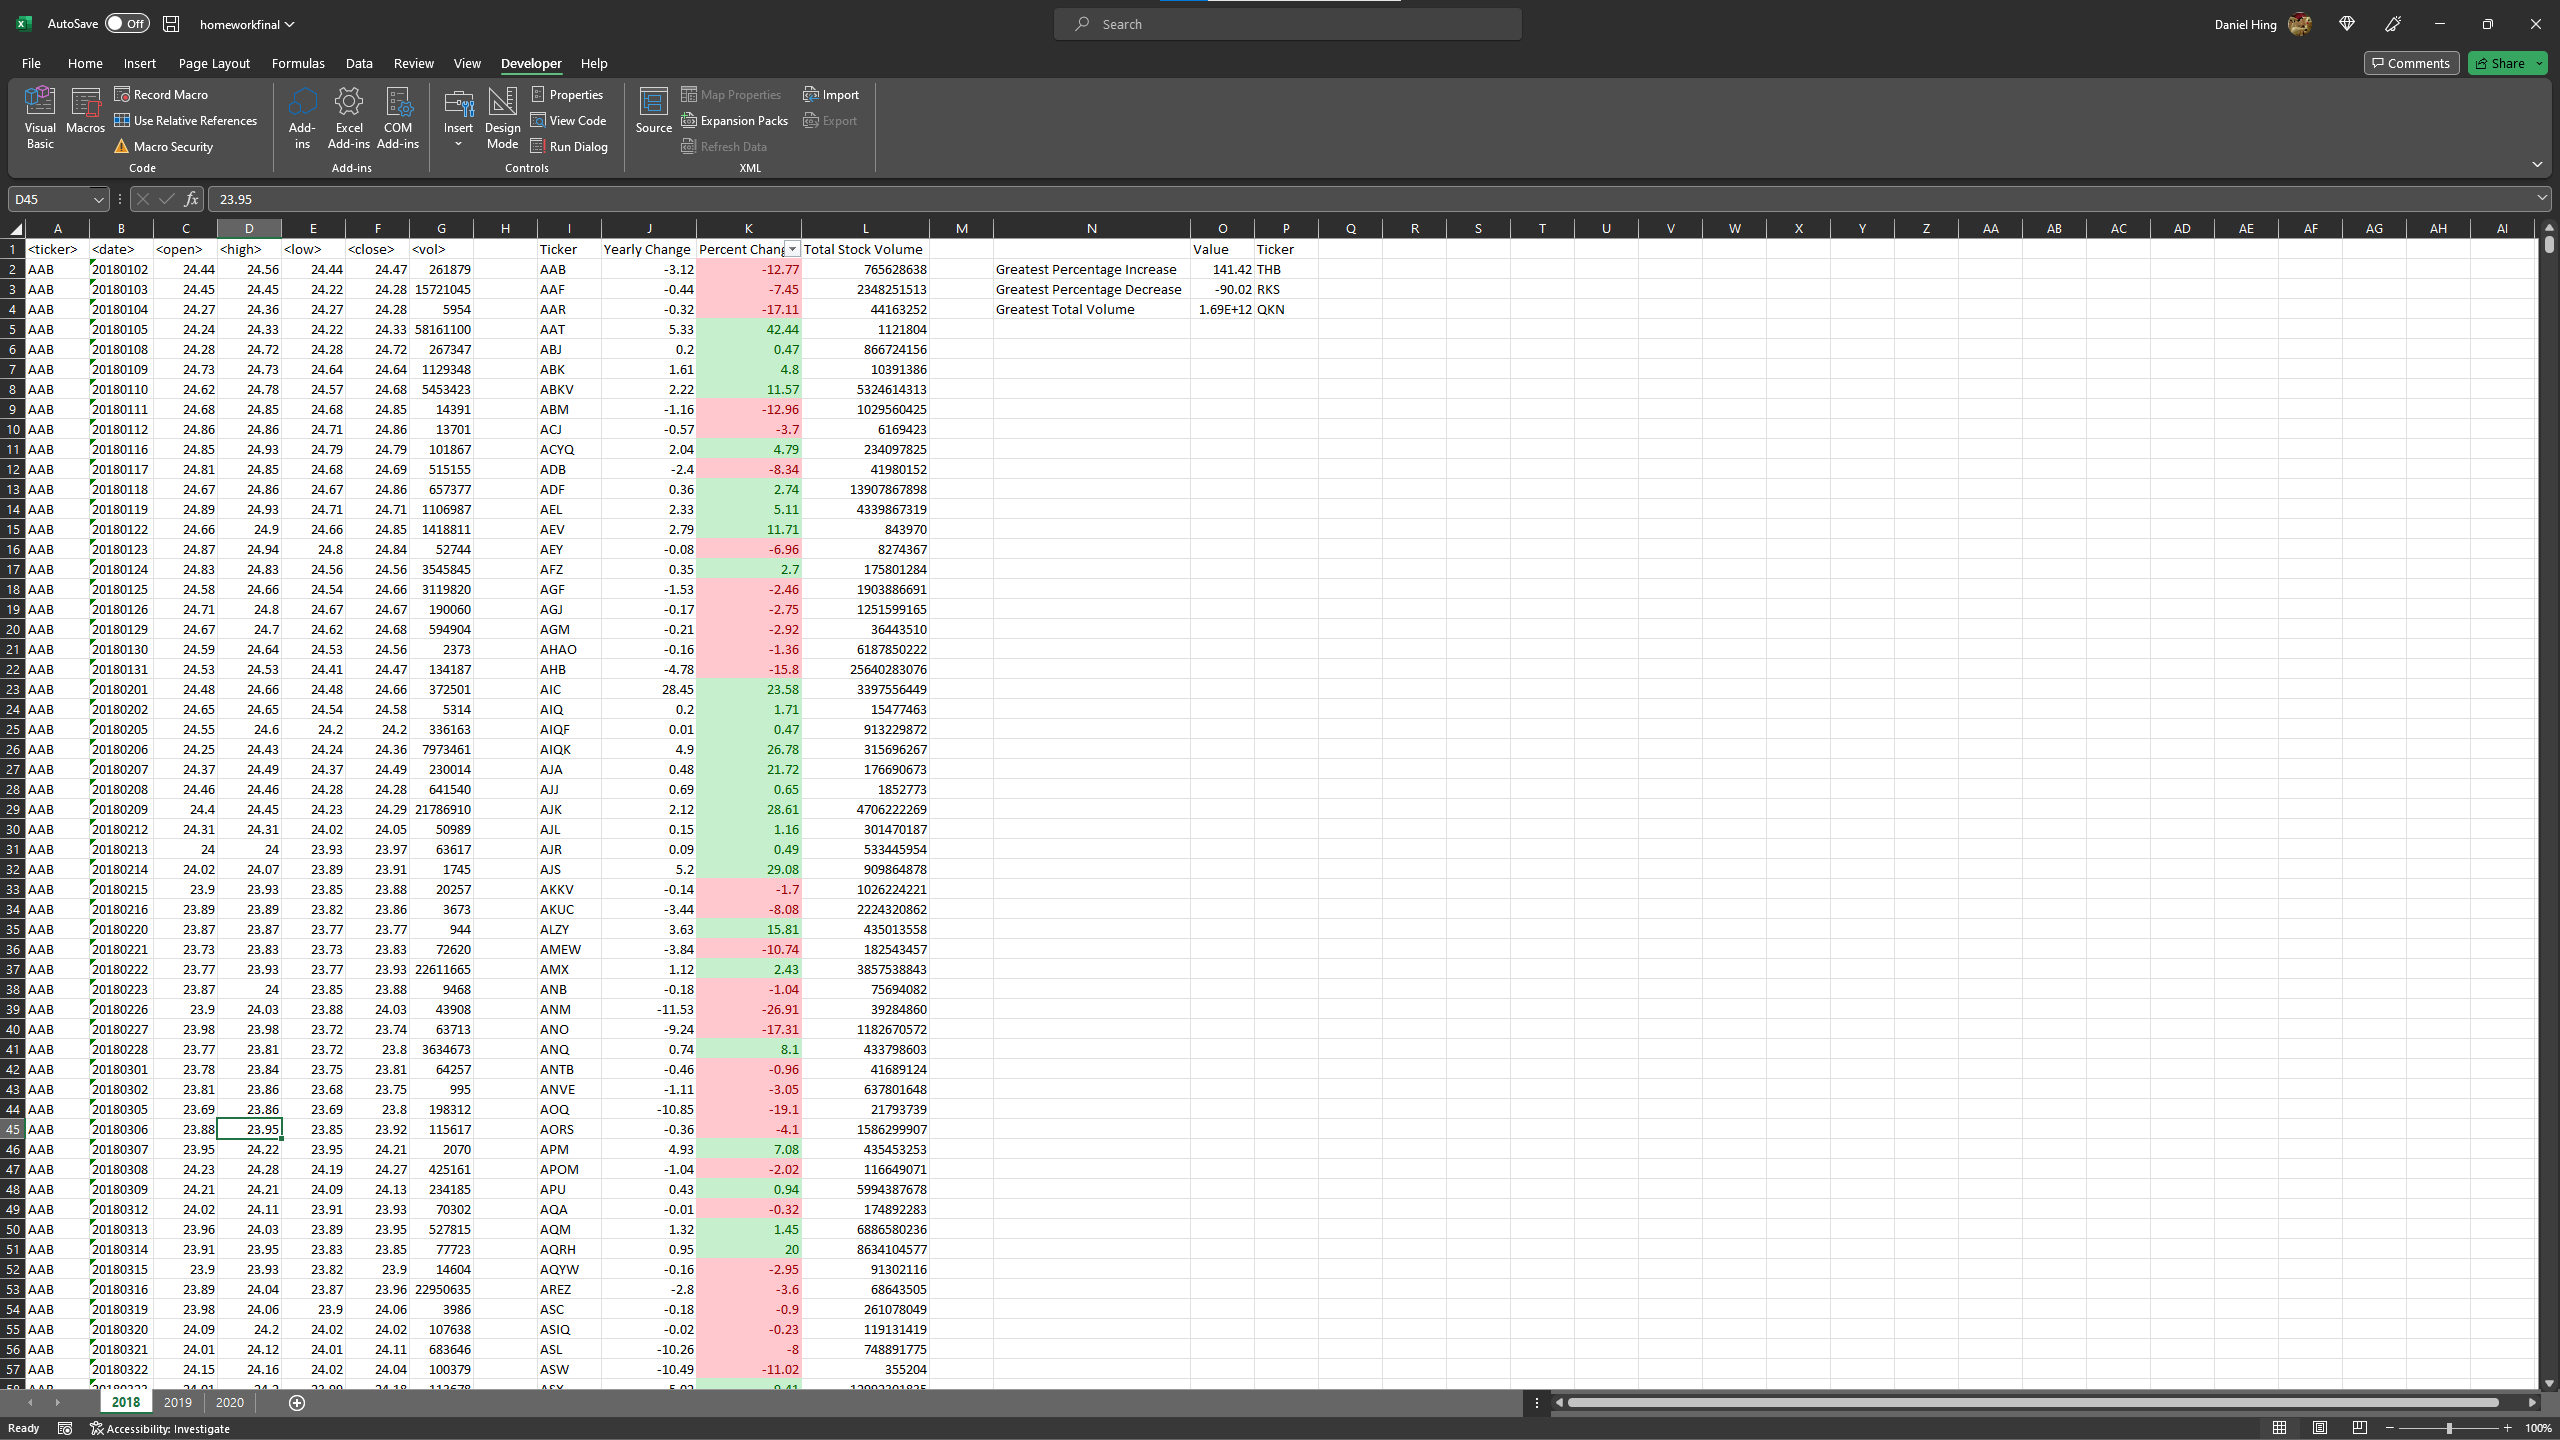 AutoSave Off homeworkfinal Search Daniel Hing
File Home Insert Page Layout Formulas Data Review View Developer Help Comments Share
Visual Basic Macros Record Macro Use Relative References Macro Security Code
Add-ins Excel Add-ins COM Add-ins Add-ins
Insert Design Mode Properties View Code Run Dialog Controls
Source Map Properties Expansion Packs Refresh Data Import Export XML
D45 fx 23.95
A B C D E F G H I J K L M N O P Q R S T U V W X Y Z AA AB AC AD AE AF AG AH AI
1 <ticker> <date> <open> <high> <low> <close> <vol> Ticker Yearly Change Percent Chang Total Stock Volume Value Ticker
2 AAB 20180102 24.44 24.56 24.44 24.47 261879 AAB -3.12 -12.77 765628638 Greatest Percentage Increase 141.42 THB
3 AAB 20180103 24.45 24.45 24.22 24.28 15721045 AAF -0.44 -7.45 2348251513 Greatest Percentage Decrease -90.02 RKS
4 AAB 20180104 24.27 24.36 24.27 24.28 5954 AAR -0.32 -17.11 44163252 Greatest Total Volume 1.69E+12 QKN
5 AAB 20180105 24.24 24.33 24.22 24.33 58161100 AAT 5.33 42.44 1121804
6 AAB 20180108 24.28 24.72 24.28 24.72 267347 ABJ 0.2 0.47 866724156
7 AAB 20180109 24.73 24.73 24.64 24.64 1129348 ABK 1.61 4.8 10391386
8 AAB 20180110 24.62 24.78 24.57 24.68 5453423 ABKV 2.22 11.57 5324614313
9 AAB 20180111 24.68 24.85 24.68 24.85 14391 ABM -1.16 -12.96 1029560425
10 AAB 20180112 24.86 24.86 24.71 24.86 13701 ACJ -0.57 -3.7 6169423
11 AAB 20180116 24.85 24.93 24.79 24.79 101867 ACYQ 2.04 4.79 234097825
12 AAB 20180117 24.81 24.85 24.68 24.69 515155 ADB -2.4 -8.34 41980152
13 AAB 20180118 24.67 24.86 24.67 24.86 657377 ADF 0.36 2.74 13907867898
14 AAB 20180119 24.89 24.93 24.71 24.71 1106987 AEL 2.33 5.11 4339867319
15 AAB 20180122 24.66 24.9 24.66 24.85 1418811 AEV 2.79 11.71 843970
16 AAB 20180123 24.87 24.94 24.8 24.84 52744 AEY -0.08 -6.96 8274367
17 AAB 20180124 24.83 24.83 24.56 24.56 3545845 AFZ 0.35 2.7 175801284
18 AAB 20180125 24.58 24.66 24.54 24.66 3119820 AGF -1.53 -2.46 1903886691
19 AAB 20180126 24.71 24.8 24.67 24.67 190060 AGJ -0.17 -2.75 1251599165
20 AAB 20180129 24.67 24.7 24.62 24.68 594904 AGM -0.21 -2.92 36443510
21 AAB 20180130 24.59 24.64 24.53 24.56 2373 AHAO -0.16 -1.36 6187850222
22 AAB 20180131 24.53 24.53 24.41 24.47 134187 AHB -4.78 -15.8 25640283076
23 AAB 20180201 24.48 24.66 24.48 24.66 372501 AIC 28.45 23.58 3397556449
24 AAB 20180202 24.65 24.65 24.54 24.58 5314 AIQ 0.2 1.71 15477463
25 AAB 20180205 24.55 24.6 24.2 24.2 336163 AIQF 0.01 0.47 913229872
26 AAB 20180206 24.25 24.43 24.24 24.36 7973461 AIQK 4.9 26.78 315696267
27 AAB 20180207 24.37 24.49 24.37 24.49 230014 AJA 0.48 21.72 176690673
28 AAB 20180208 24.46 24.46 24.28 24.28 641540 AJJ 0.69 0.65 1852773
29 AAB 20180209 24.4 24.45 24.23 24.29 21786910 AJK 2.12 28.61 4706222269
30 AAB 20180212 24.31 24.31 24.02 24.05 50989 AJL 0.15 1.16 301470187
31 AAB 20180213 24 24 23.93 23.97 63617 AJR 0.09 0.49 533445954
32 AAB 20180214 24.02 24.07 23.89 23.91 1745 AJS 5.2 29.08 909864878
33 AAB 20180215 23.9 23.93 23.85 23.88 20257 AKKV -0.14 -1.7 1026224221
34 AAB 20180216 23.89 23.89 23.82 23.86 3673 AKUC -3.44 -8.08 2224320862
35 AAB 20180220 23.87 23.87 23.77 23.77 944 ALZY 3.63 15.81 435013558
36 AAB 20180221 23.73 23.83 23.73 23.83 72620 AMEW -3.84 -10.74 182543457
37 AAB 20180222 23.77 23.93 23.77 23.93 22611665 AMX 1.12 2.43 3857538843
38 AAB 20180223 23.87 24 23.85 23.88 9468 ANB -0.18 -1.04 75694082
39 AAB 20180226 23.9 24.03 23.88 24.03 43908 ANM -11.53 -26.91 39284860
40 AAB 20180227 23.98 23.98 23.72 23.74 63713 ANO -9.24 -17.31 1182670572
41 AAB 20180228 23.77 23.81 23.72 23.8 3634673 ANQ 0.74 8.1 433798603
42 AAB 20180301 23.78 23.84 23.75 23.81 64257 ANTB -0.46 -0.96 41689124
43 AAB 20180302 23.81 23.86 23.68 23.75 995 ANVE -1.11 -3.05 637801648
44 AAB 20180305 23.69 23.86 23.69 23.8 198312 AOQ -10.85 -19.1 21793739
45 AAB 20180306 23.88 23.95 23.85 23.92 115617 AORS -0.36 -4.1 1586299907
46 AAB 20180307 23.95 24.22 23.95 24.21 2070 APM 4.93 7.08 435453253
47 AAB 20180308 24.23 24.28 24.19 24.27 425161 APOM -1.04 -2.02 116649071
48 AAB 20180309 24.21 24.21 24.09 24.13 234185 APU 0.43 0.94 5994387678
49 AAB 20180312 24.02 24.11 23.91 23.93 70302 AQA -0.01 -0.32 174892283
50 AAB 20180313 23.96 24.03 23.89 23.95 527815 AQM 1.32 1.45 6886580236
51 AAB 20180314 23.91 23.95 23.83 23.85 77723 AQRH 0.95 20 8634104577
52 AAB 20180315 23.9 23.93 23.82 23.9 14604 AQYW -0.16 -2.95 91302116
53 AAB 20180316 23.89 24.04 23.87 23.96 22950635 AREZ -2.8 -3.6 68643505
54 AAB 20180319 23.98 24.06 23.9 24.06 3986 ASC -0.18 -0.9 261078049
55 AAB 20180320 24.09 24.2 24.02 24.02 107638 ASIQ -0.02 -0.23 119131419
56 AAB 20180321 24.01 24.12 24.01 24.11 683646 ASL -10.26 -8 748891775
57 AAB 20180322 24.15 24.16 24.02 24.04 100379 ASW -10.49 -11.02 355204
2018 2019 2020
Ready Accessibility: Investigate 100%